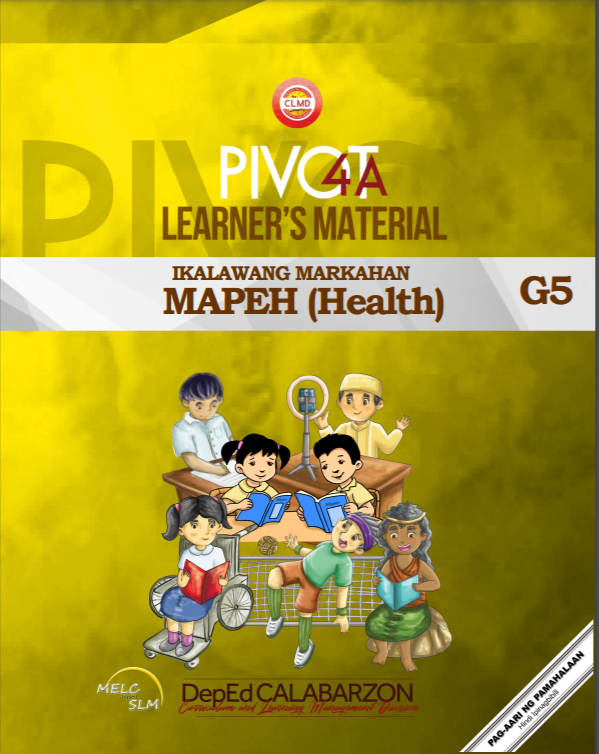 CLMD
PIVOT 4A
LEARNER'S MATERIAL
IKALAWANG MARKAHAN
MAPEH (Health)
G5
MELC
SLM
DepEd CALABARZON
Curriculum and Learning Management Division
PAG-AARI NG PAMAHALAAN
Hindi Ipinagbibili